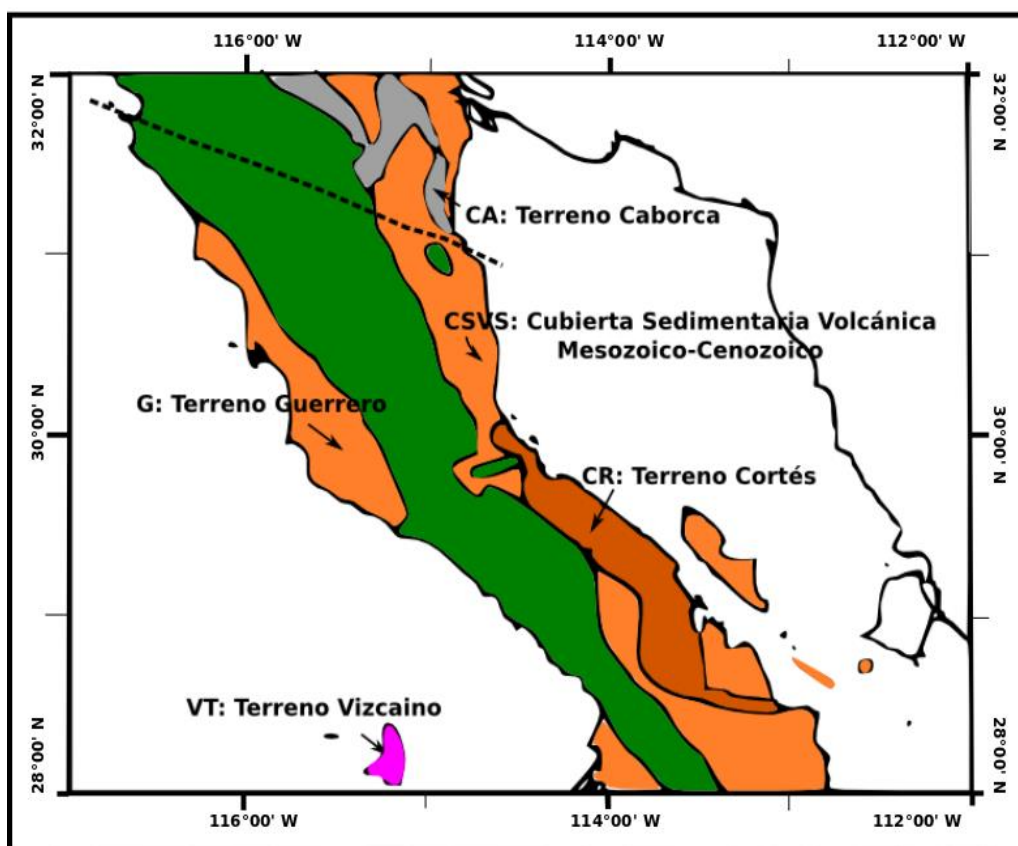 116°00' W
114°00' W
112°00' W
32°00' N
32°00' N
CA: Terreno Caborca
CSVS: Cubierta Sedimentaria Volcánica
Mesozoico-Cenozoico
G: Terreno Guerrero
30°00' N
30°00' N
CR: Terreno Cortés
VT: Terreno Vizcaino
28°00' N
28°00' N
116°00' W
114°00' W
112°00' W